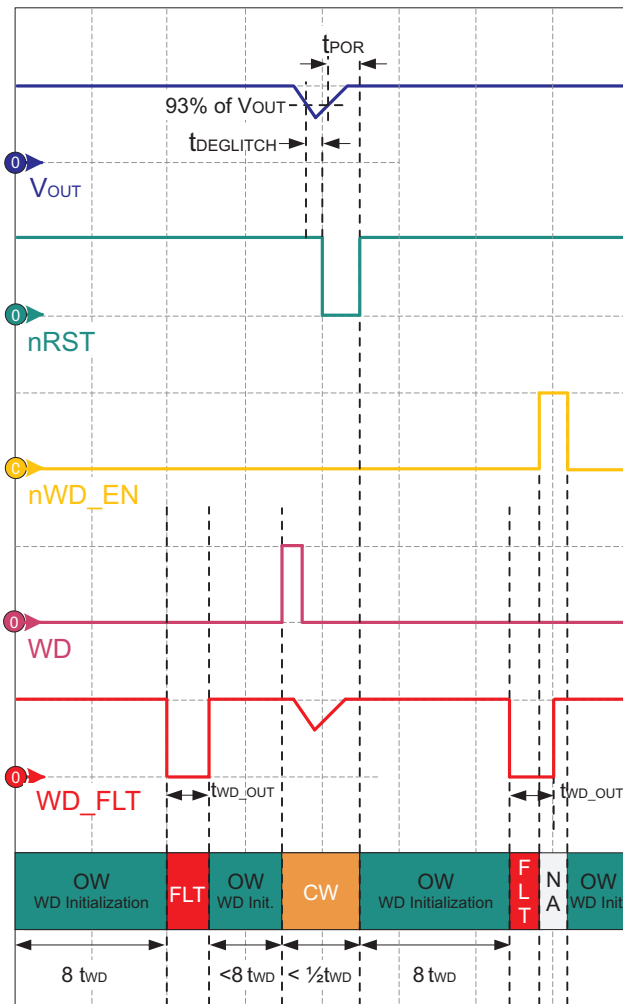 tPOR
93% of VOUT
tDEGLITCH
0
VOUT
0
nRST
0
nWD_EN
0
WD
0
WD_FLT
tWD_OUT
tWD_OUT
OW
WD Initialization
FLT
OW
WD Init.
CW
OW
WD Initialization
F
L
T
N
A
OW
WD Init
8 tWD
<8 tWD
< ½tWD
8 tWD